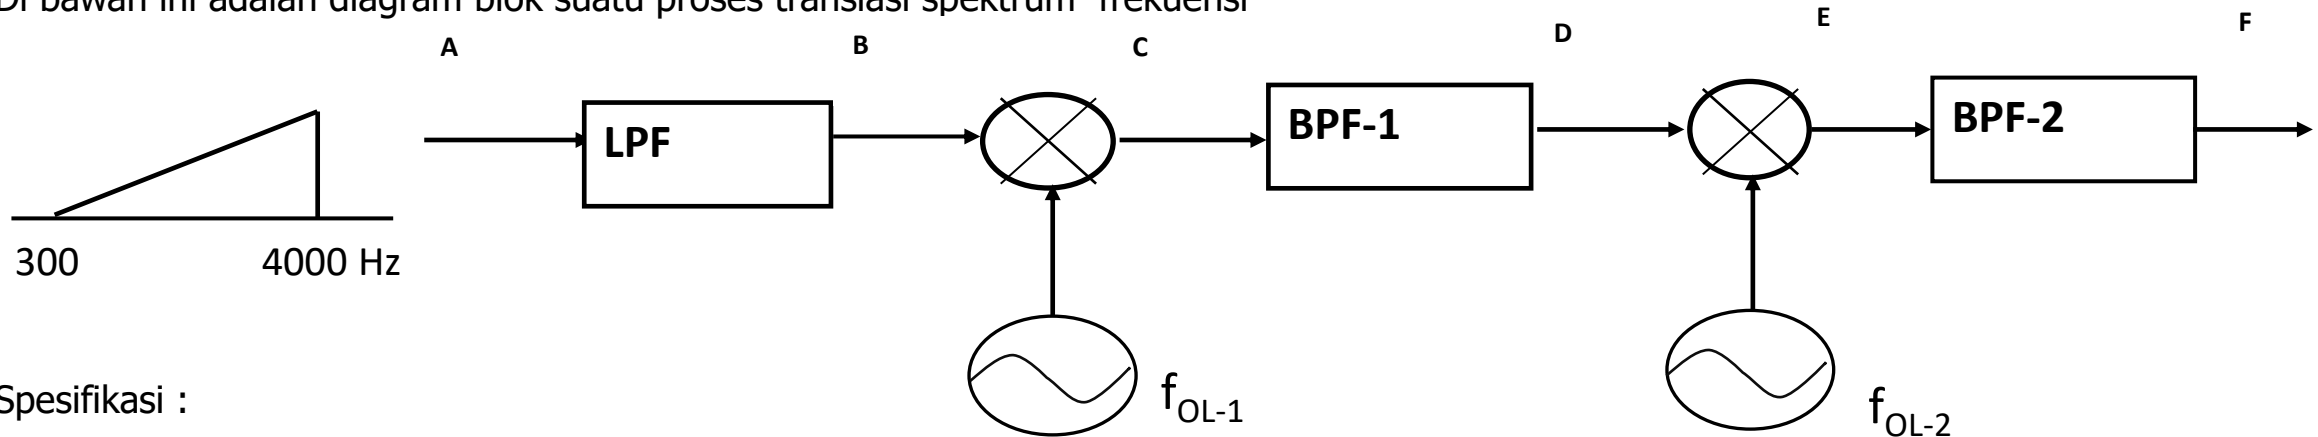 Di bawah ini adalah diagram blok suatu proses translasi spektrum frekuensi
A
B
C
D
E
F
LPF
BPF-1
BPF-2
300
4000 Hz
fOL-1
fOL-2
Spesifikasi :